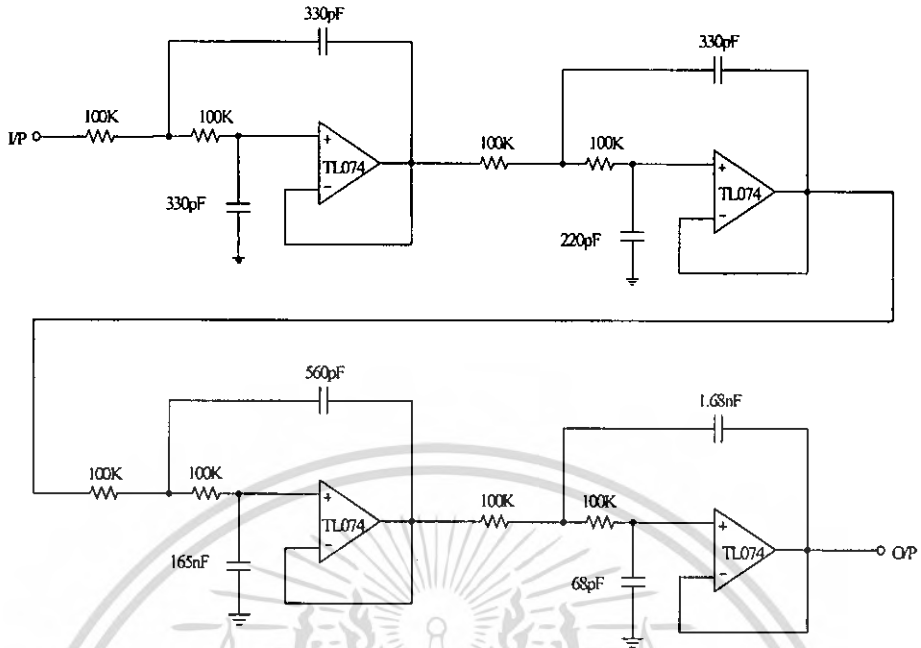 330pF
330pF
100K
100K
I/P
+
TL074
-
100K
100K
+
TL074
-
330pF
220pF
560pF
1.68nF
100K
100K
+
TL074
-
100K
100K
+
TL074
-
O/P
165nF
68pF